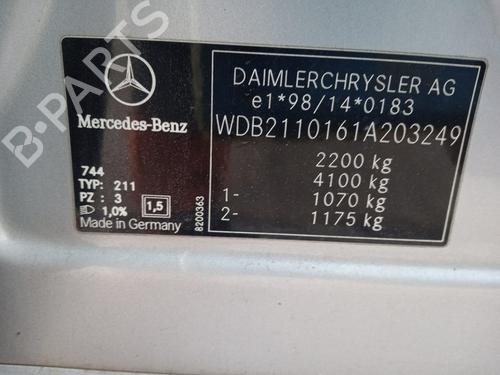 DAIMLERCHRYSLER AG
e1*98/14*0183
Mercedes-Benz
WDB2110161A203249
2200 kg
4100 kg
1- 1070 kg
2- 1175 kg
744
TYP: 211
PZ : 3
1,0% 1,5
Made in Germany
8200363
B-PARTS